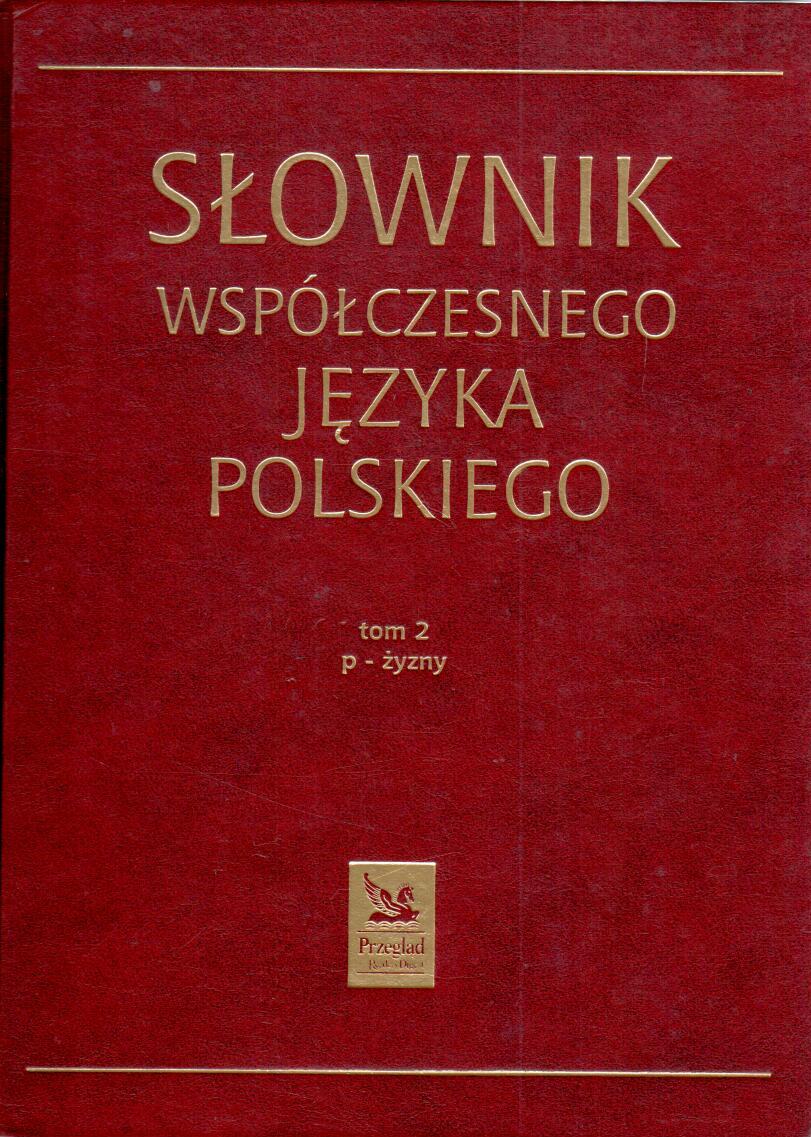 SŁOWNIK
WSPÓŁCZESNEGO
JĘZYKA
POLSKIEGO
tom 2
p - żyzny
Przegląd